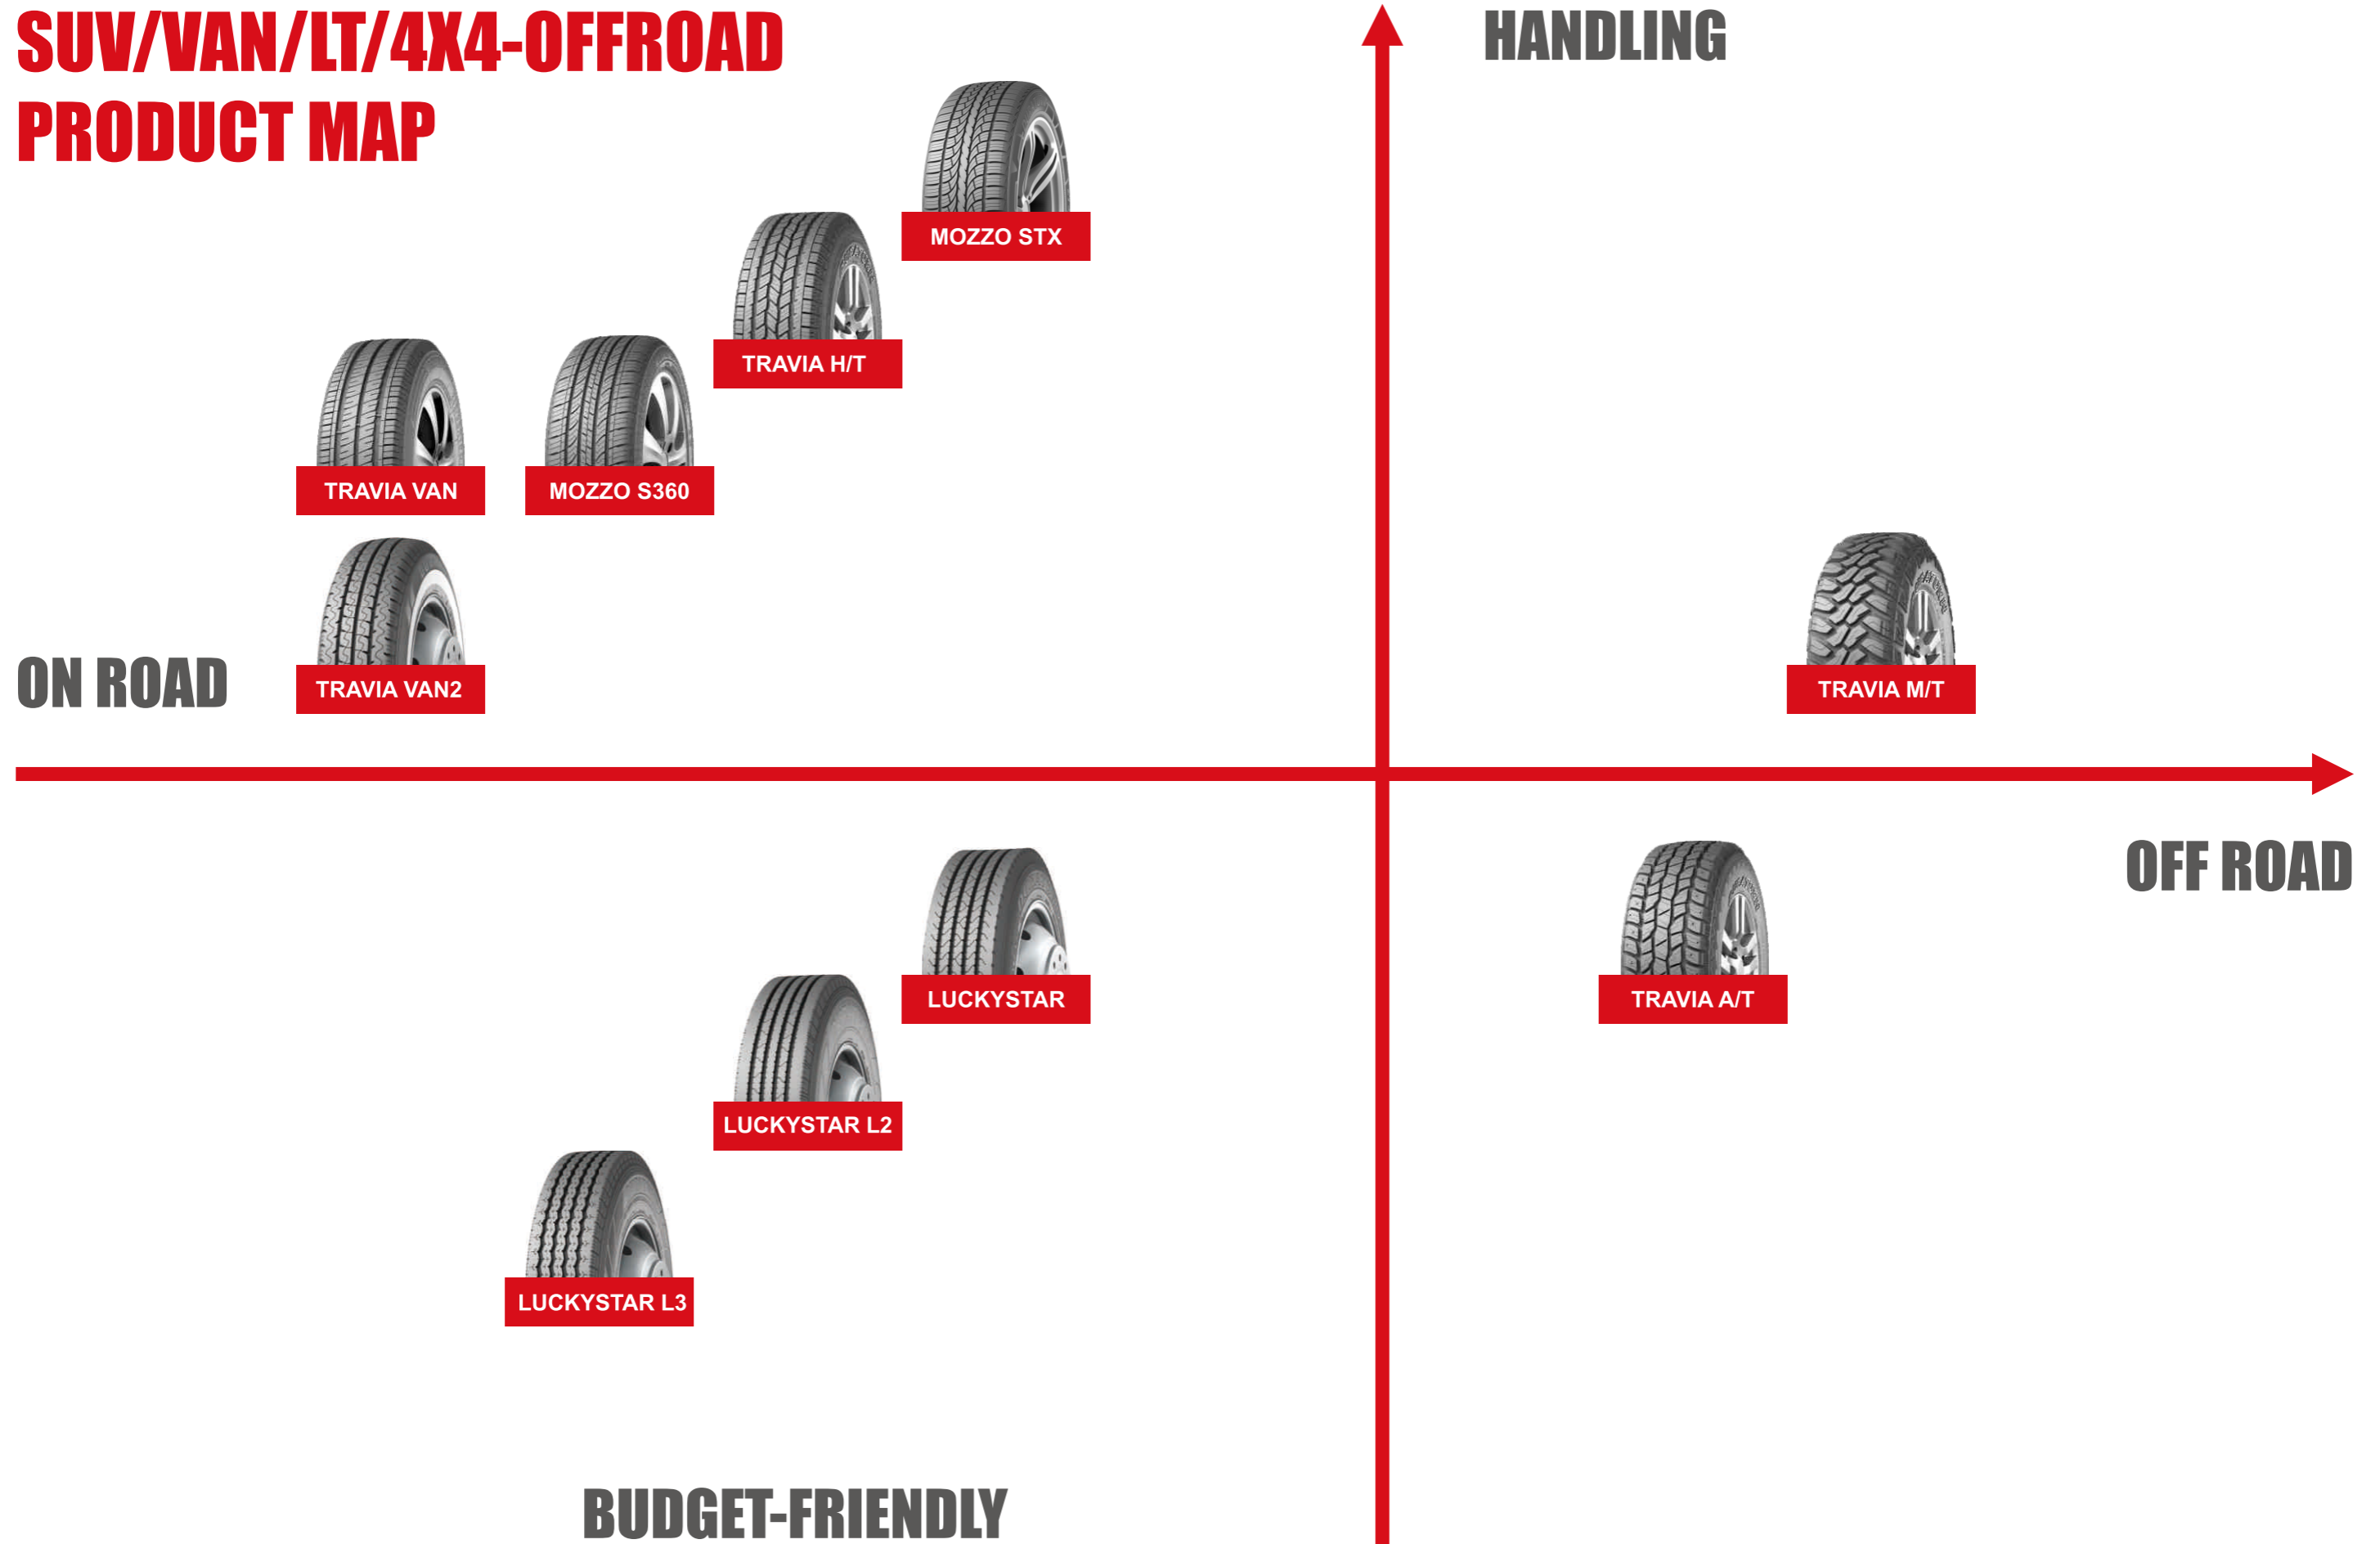 SUV/VAN/LT/4X4-OFFROAD
PRODUCT MAP
HANDLING
MOZZO STX
TRAVIA H/T
TRAVIA VAN
MOZZO S360
TRAVIA VAN2
TRAVIA M/T
ON ROAD
OFF ROAD
LUCKYSTAR
TRAVIA A/T
LUCKYSTAR L2
LUCKYSTAR L3
BUDGET-FRIENDLY